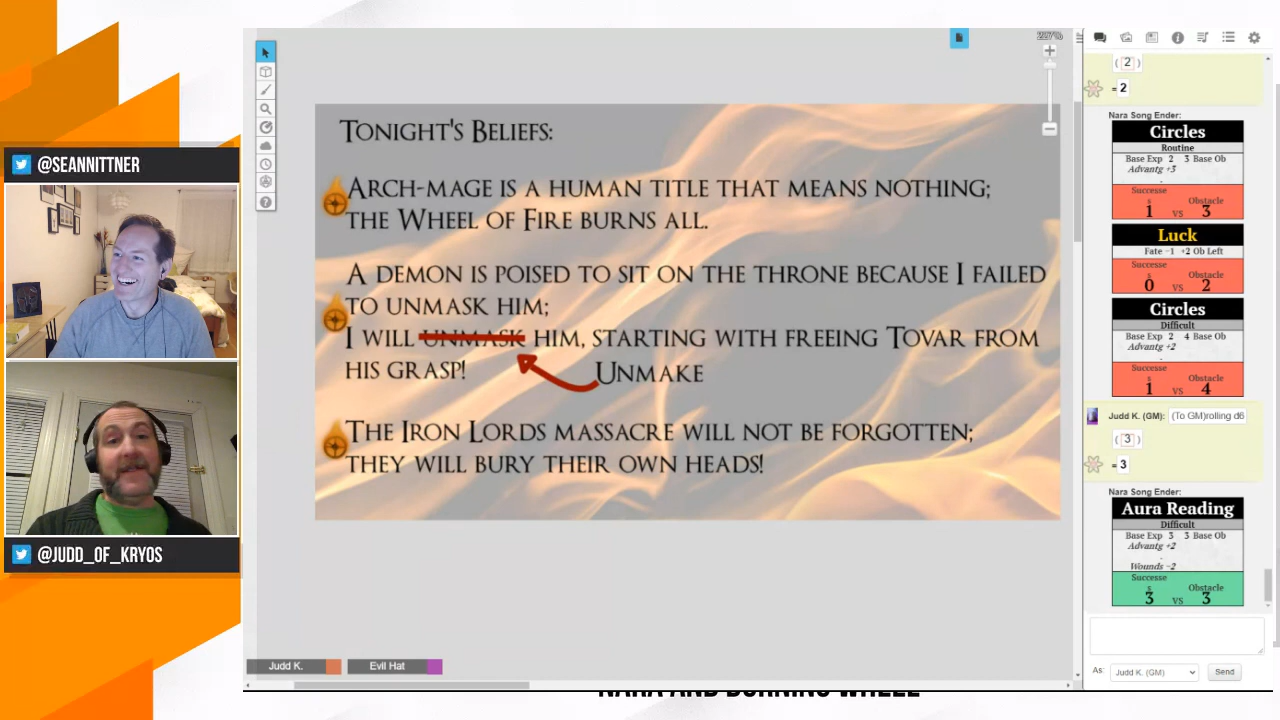 @SEANNITTNER
@JUDD_OF_KRYOS
Tonight's Beliefs:
Arch-mage is a human title that means nothing;
the Wheel of Fire burns all.
A demon is poised to sit on the throne because I failed
to unmask him;
I will unmask him, starting with freeing Tovar from
his grasp!
Unmake
The Iron Lords massacre will not be forgotten;
they will bury their own heads!
Judd K.
Evil Hat
NARA AND BURNING WHEEL
( 2 )
= 2
Nara Song Ender:
Circles
Routine
Base Exp 2 3 Base Ob
Advantg +3
Successe
s
Obstacle
1 vs 3
Luck
Fate -1 +2 Ob Left
Successe
s
Obstacle
0 vs 2
Circles
Difficult
Base Exp 2 4 Base Ob
Advantg +2
Successe
s
Obstacle
1 vs 4
Judd K. (GM): (To GM)rolling d6
( 3 )
= 3
Nara Song Ender:
Aura Reading
Difficult
Base Exp 3 3 Base Ob
Advantg +2
Wounds -2
Successe
s
Obstacle
3 vs 3
As: Judd K. (GM) Send